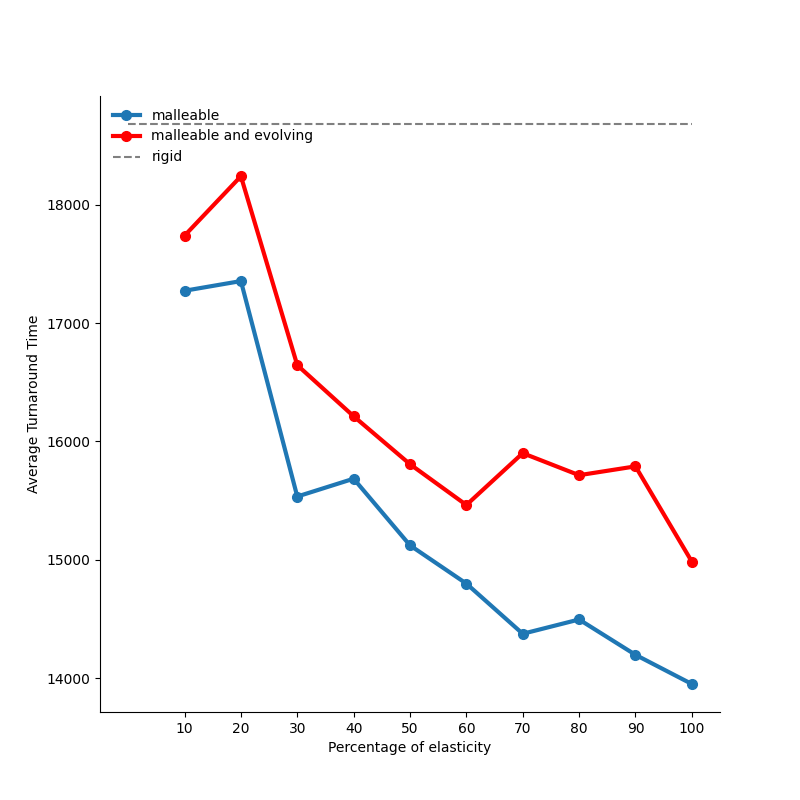 malleable
malleable and evolving
rigid
18000
17000
16000
15000
14000
Average Turnaround Time
10 20 30 40 50 60 70 80 90 100
Percentage of elasticity